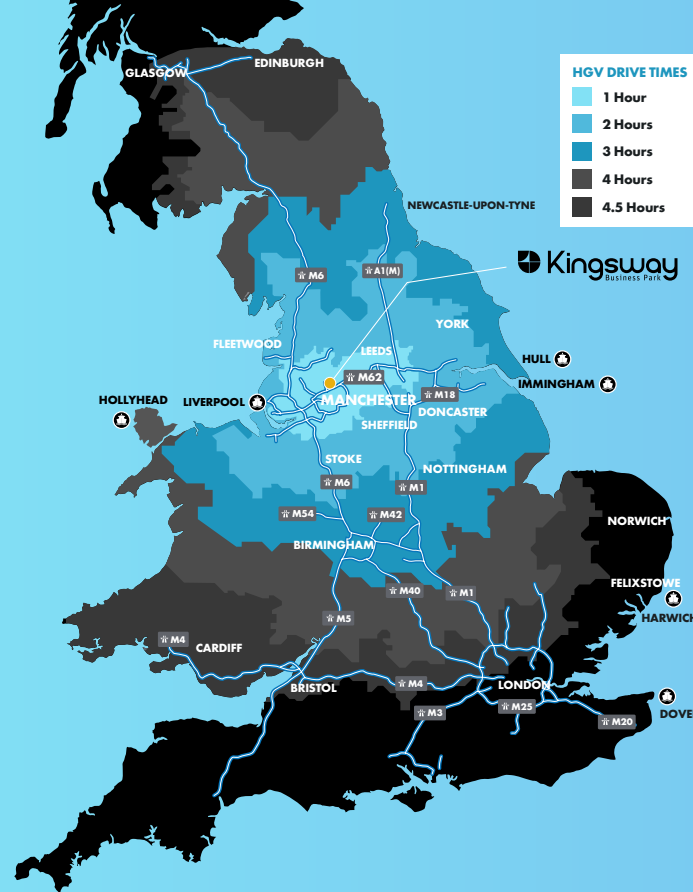 EDINBURGH
GLASGOW
HGV DRIVE TIMES
1 Hour
2 Hours
3 Hours
4 Hours
4.5 Hours
NEWCASTLE-UPON-TYNE
Kingsway
Business Park
M6
A1(M)
YORK
FLEETWOOD
LEEDS
HULL
M62
IMMINGHAM
M18
HOLLYHEAD
LIVERPOOL
MANCHESTER
DONCASTER
SHEFFIELD
STOKE
NOTTINGHAM
M6
M1
M54
M42
NORWICH
BIRMINGHAM
FELIXSTOWE
M40
M1
HARWICH
M5
M4
CARDIFF
BRISTOL
M4
LONDON
M25
M3
M20
DOVE